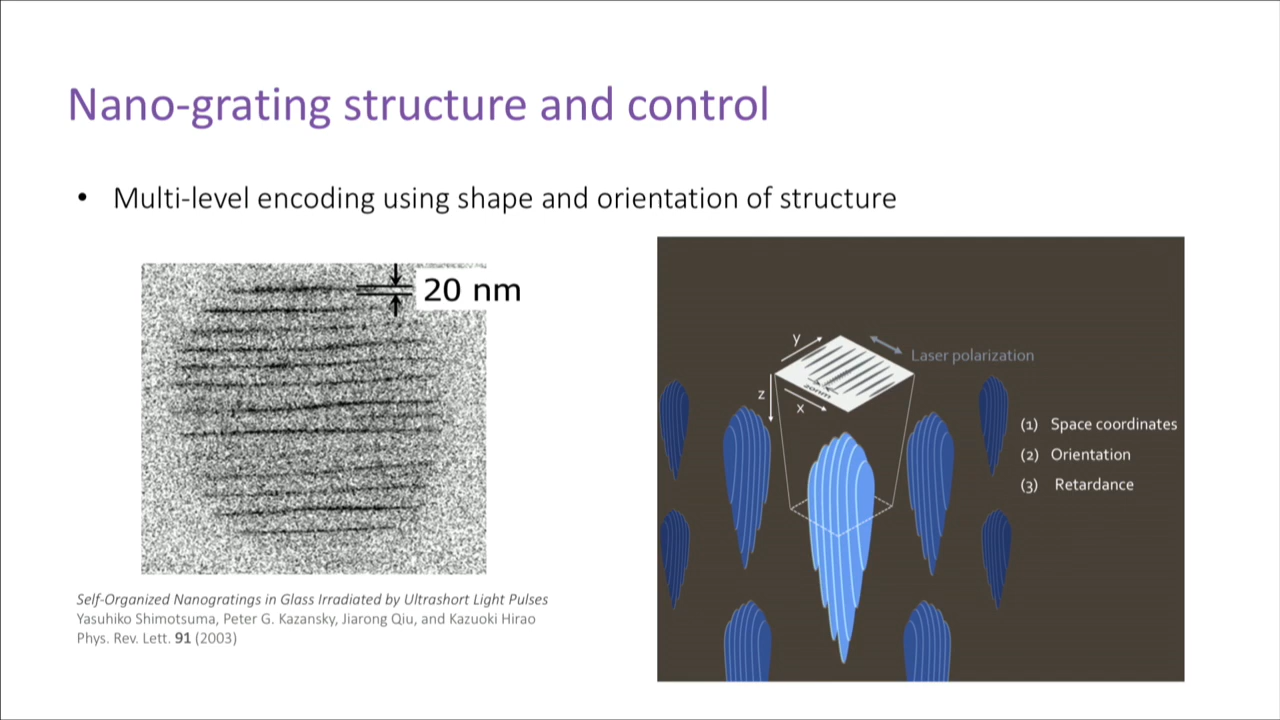 Nano-grating structure and control
• Multi-level encoding using shape and orientation of structure
20 nm
Self-Organized Nanogratings in Glass Irradiated by Ultrashort Light Pulses
Yasuhiko Shimotsuma, Peter G. Kazansky, Jiarong Qiu, and Kazuoki Hirao
Phys. Rev. Lett. 91 (2003)
y
Laser polarization
20nm
z
x
(1) Space coordinates
(2) Orientation
(3) Retardance